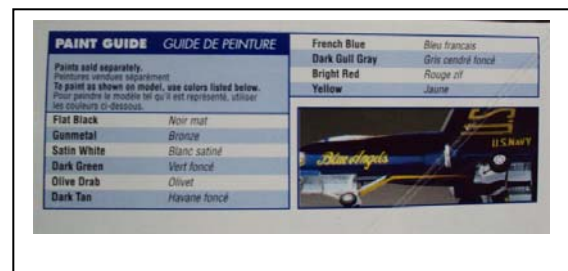 PAINT GUIDE GUIDE DE PEINTURE
Paints sold separately.
Peintures vendues séparément
To paint as shown on model, use colors listed below.
Pour peindre le modèle tel qu'il est représenté, utiliser
les couleurs ci-dessous.
Flat Black Noir mat
Gunmetal Bronze
Satin White Blanc satiné
Dark Green Vert foncé
Olive Drab Olivet
Dark Tan Havane foncé
French Blue Bleu francais
Dark Gull Gray Gris cendré foncé
Bright Red Rouge zif
Yellow Jaune
US
U.S.NAVY
Blue Angels